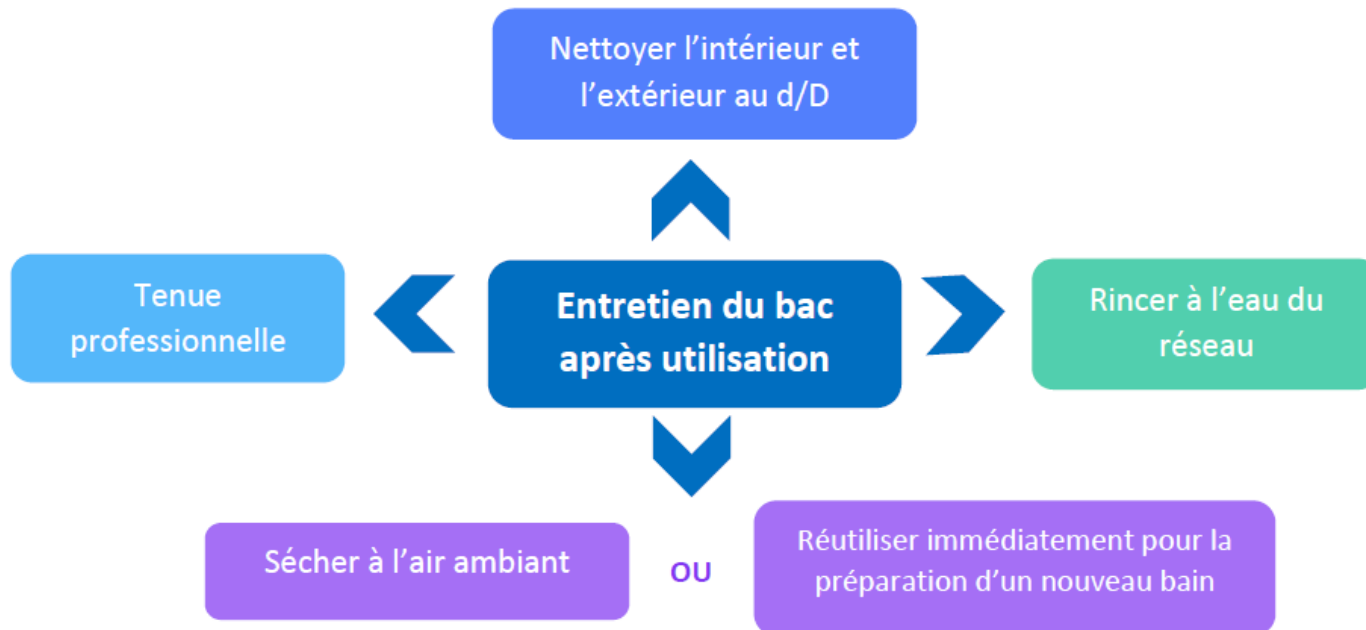 Nettoyer l’intérieur et
l’extérieur au d/D
Tenue
professionnelle
Entretien du bac
après utilisation
Rincer à l’eau du
réseau
Sécher à l’air ambiant
OU
Réutiliser immédiatement pour la
préparation d’un nouveau bain